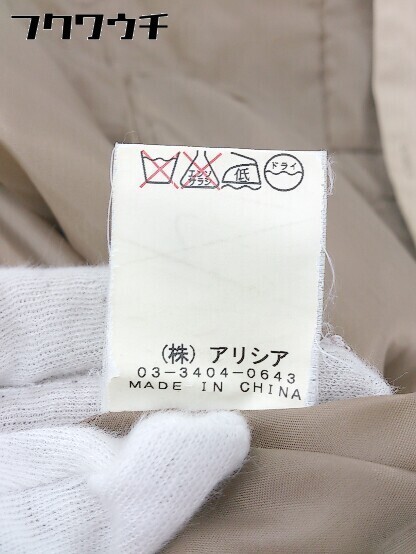 フクワウチ
エンソ 低 ドライ
サラシ
（株）アリシア
03-3404-0643
MADE IN CHINA